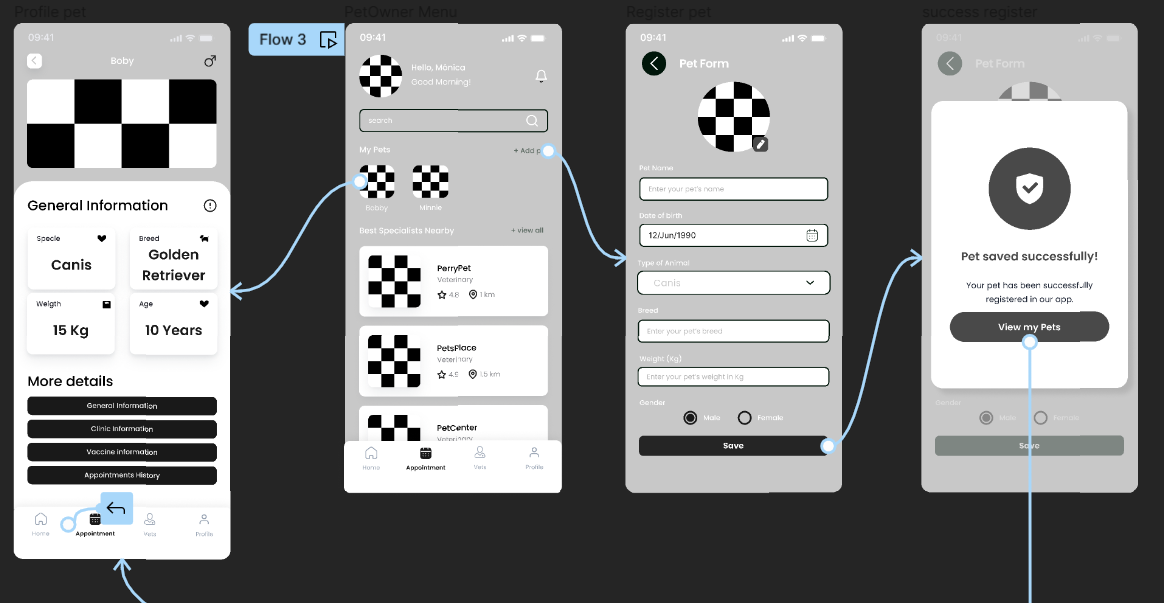 Profile pet
09:41
Boby
General Information
Specie
Canis
Breed
Golden
Retriever
Weigth
15 Kg
Age
10 Years
More details
General Information
Clinic Information
Vaccine Information
Appointments History
Home
Appointment
Vets
Profile
Flow 3
PetOwner Menu
09:41
Hello, Mónica
Good Morning!
search
My Pets
+ Add p
Bobby
Minnie
Best Specialists Nearby
+ view all
PerryPet
Veterinary
4.8
1 km
PetsPlace
Veterinary
4.5
1.5 km
PetCenter
Veterinary
Home
Appointment
Vets
Profile
Register pet
09:41
Pet Form
Pet Name
Enter your pet's name
Date of birth
12/Jun/1990
Type of Animal
Canis
Breed
Enter your pet's breed
Weight (Kg)
Enter your pet's weight in Kg
Gender
Male
Female
Save
success register
09:41
Pet Form
Pet saved successfully!
Your pet has been successfully
registered in our app.
View my Pets
Gender
Male
Female
Save